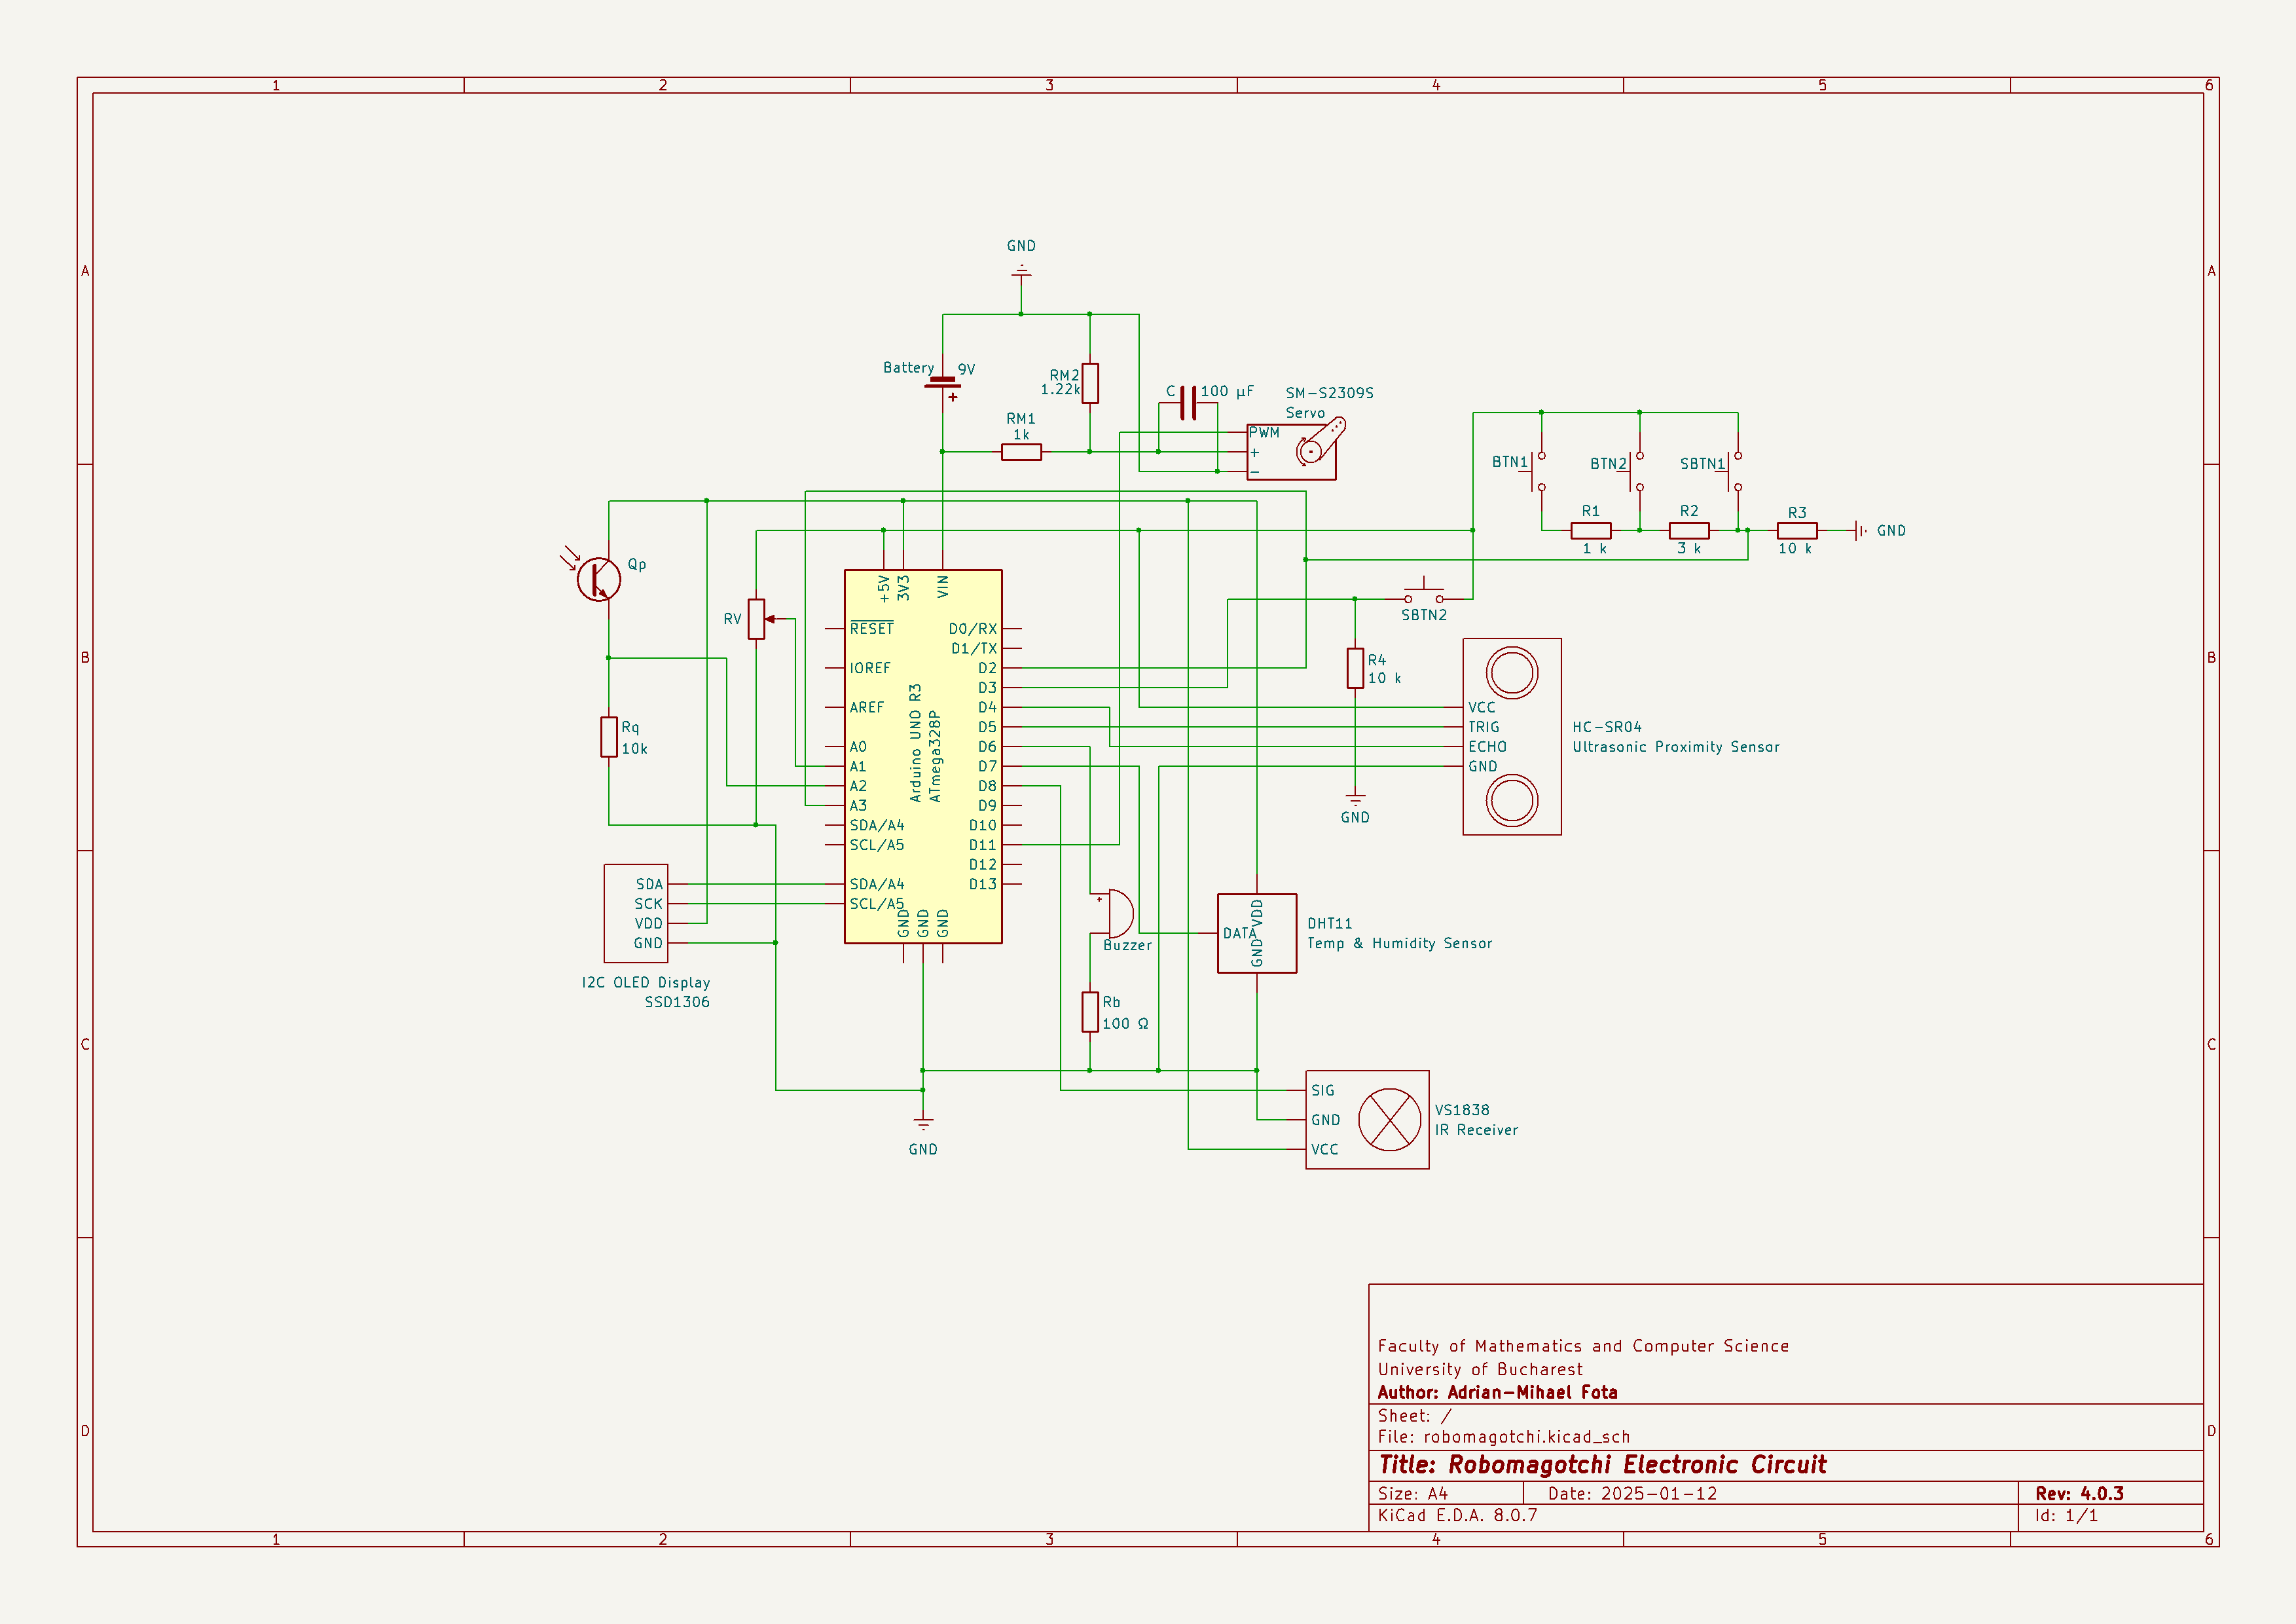 1 2 3 4 5 6
A A
GND
Battery 9V
RM2
1.22k
C 100 µF
SM-S2309S
Servo
RM1
1k
PWM
+
−
BTN1 BTN2 SBTN1
R1 R2 R3
1 k 3 k 10 k
GND
Qp
RV
+5V 3V3 VIN
SBTN2
RESET D0/RX
D1/TX
IOREF D2
D3
AREF D4
D5
A0 D6
A1 D7
A2 D8
A3 D9
SDA/A4 D10
SCL/A5 D11
D12
SDA/A4 D13
SCL/A5
GND GND GND
Arduino UNO R3
ATmega328P
B B
R4
10 k
GND
VCC
TRIG
ECHO
GND
HC-SR04
Ultrasonic Proximity Sensor
Rq
10k
SDA
SCK
VDD
GND
I2C OLED Display
SSD1306
+
Buzzer
Rb
100 Ω
VDD
DATA
GND
DHT11
Temp & Humidity Sensor
C C
SIG
GND
VCC
VS1838
IR Receiver
GND
Faculty of Mathematics and Computer Science
University of Bucharest
Author: Adrian-Mihael Fota
Sheet: /
File: robomagotchi.kicad_sch
D D
Title: Robomagotchi Electronic Circuit
Size: A4 Date: 2025-01-12 Rev: 4.0.3
KiCad E.D.A. 8.0.7 Id: 1/1
1 2 3 4 5 6